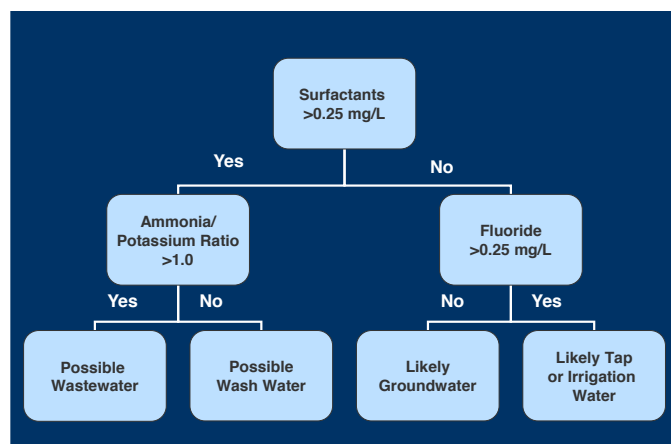 Surfactants
>0.25 mg/L
Yes
No
Ammonia/
Potassium Ratio
>1.0
Fluoride
>0.25 mg/L
Yes
No
No
Yes
Possible
Wastewater
Possible
Wash Water
Likely
Groundwater
Likely Tap
or Irrigation
Water